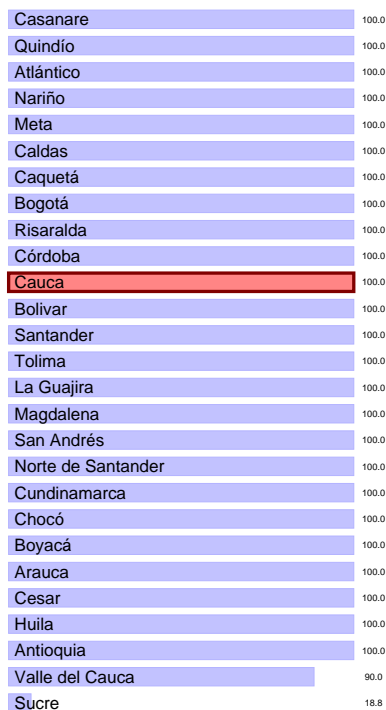 Casanare 100.0
Quindío 100.0
Atlántico 100.0
Nariño 100.0
Meta 100.0
Caldas 100.0
Caquetá 100.0
Bogotá 100.0
Risaralda 100.0
Córdoba 100.0
Cauca 100.0
Bolivar 100.0
Santander 100.0
Tolima 100.0
La Guajira 100.0
Magdalena 100.0
San Andrés 100.0
Norte de Santander 100.0
Cundinamarca 100.0
Chocó 100.0
Boyacá 100.0
Arauca 100.0
Cesar 100.0
Huila 100.0
Antioquia 100.0
Valle del Cauca 90.0
Sucre 18.8